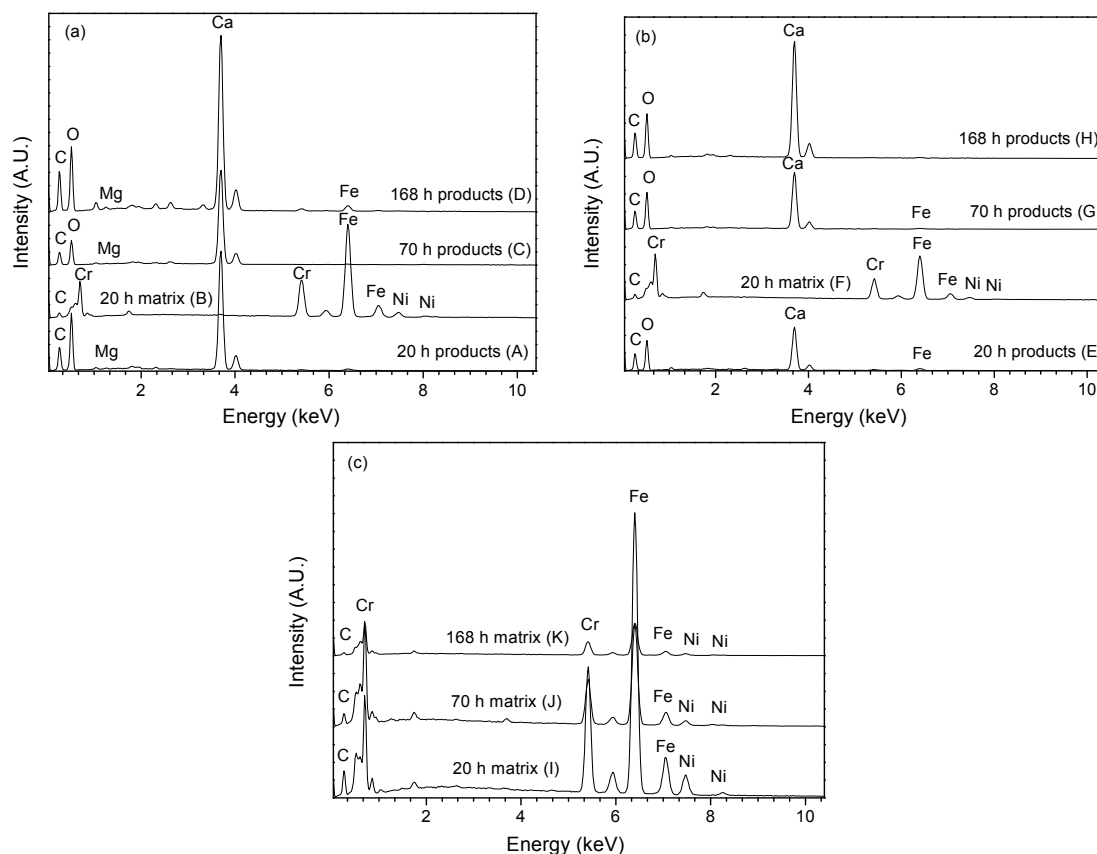 (a)
Ca
O
C
Mg
Fe
168 h products (D)
Fe
C
O
Mg
70 h products (C)
Cr
C
20 h matrix (B)
Cr
Fe
Ni
Ni
C
Mg
20 h products (A)
2 4 6 8 10
Energy (keV)
Intensity (A.U.)
(b)
Ca
O
C
168 h products (H)
Ca
O
C
Fe
70 h products (G)
Cr
C
20 h matrix (F)
Cr
Fe
Fe
Ni
Ni
Ca
O
C
Fe
20 h products (E)
2 4 6 8 10
Energy (keV)
Intensity (A.U.)
(c)
Fe
Cr
C
168 h matrix (K)
Cr
Fe
Ni
Ni
C
70 h matrix (J)
Fe
Ni
Ni
C
20 h matrix (I)
Fe
Ni
Ni
2 4 6 8 10
Energy (keV)
Intensity (A.U.)